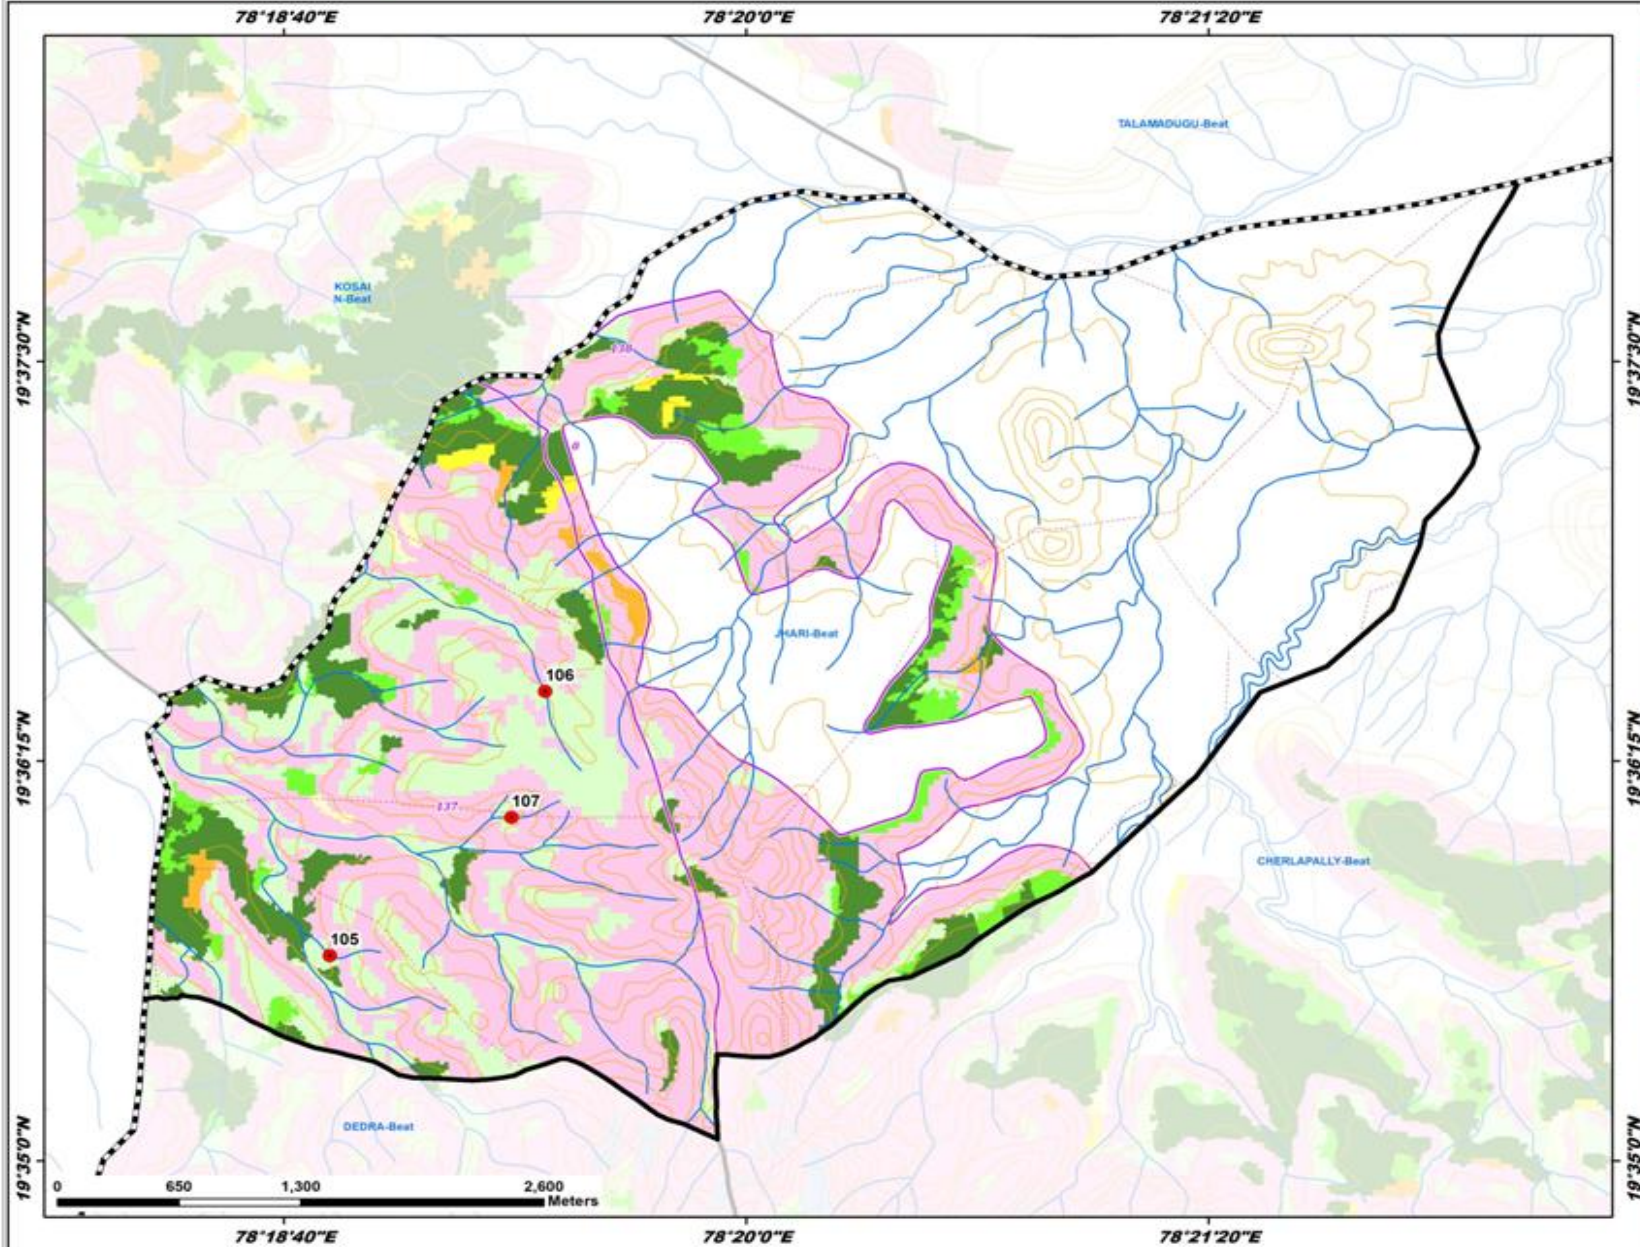 78°18'40"E 78°20'0"E 78°21'20"E
TALAMADUGU-Beat
KOSAI
N-Beat
19°37'30"N 19°37'30"N
138
8
JHARI-Beat
106
19°36'15"N 19°36'15"N
107
137
CHERLAPALLY-Beat
105
DEDRA-Beat
19°35'0"N 19°35'0"N
0 650 1,300 2,600
Meters
78°18'40"E 78°20'0"E 78°21'20"E